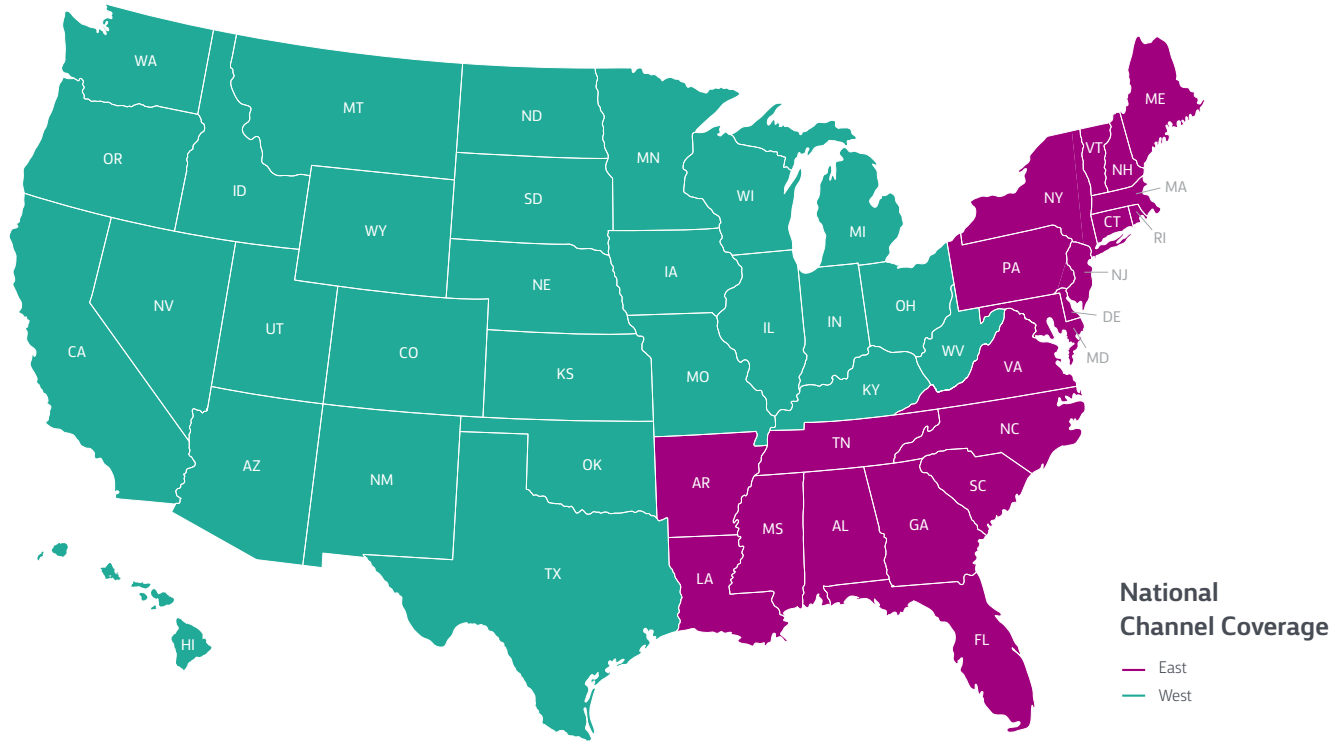 WA
MT
ND
MN
OR
ID
SD
WI
MI
WY
NE
IA
NV
UT
CO
CA
KS
MO
IL
IN
OH
WV
KY
AZ
NM
OK
TX
HI
ME
VT
NH
NY
MA
CT
RI
PA
NJ
DE
MD
VA
NC
TN
SC
AR
MS
AL
GA
LA
FL
National
Channel Coverage
East
West